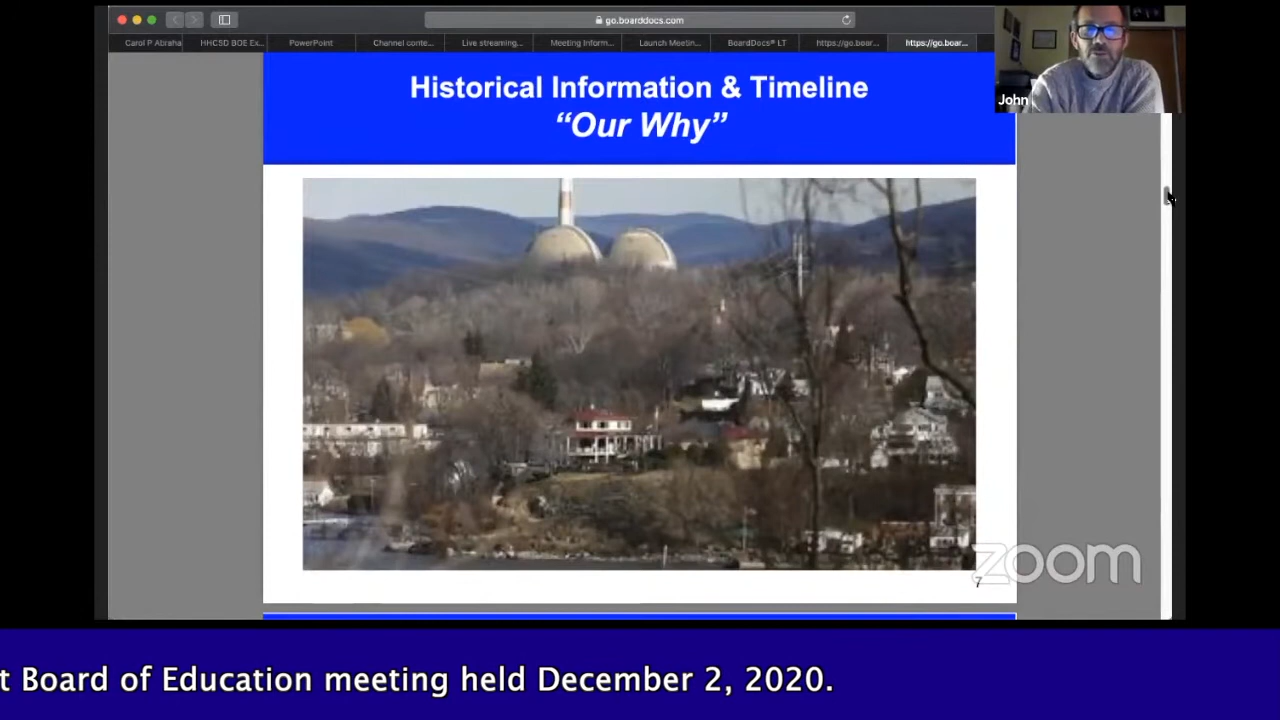 go.boarddocs.com
Carol P Abraha
HHCSD BOE Ex...
PowerPoint
Channel conte...
Live streaming...
Meeting Inform...
Launch Meetin...
BoardDocs® LT
https://go.boar...
https://go.boar...
Historical Information & Timeline
“Our Why”
John
zoom
7
t Board of Education meeting held December 2, 2020.